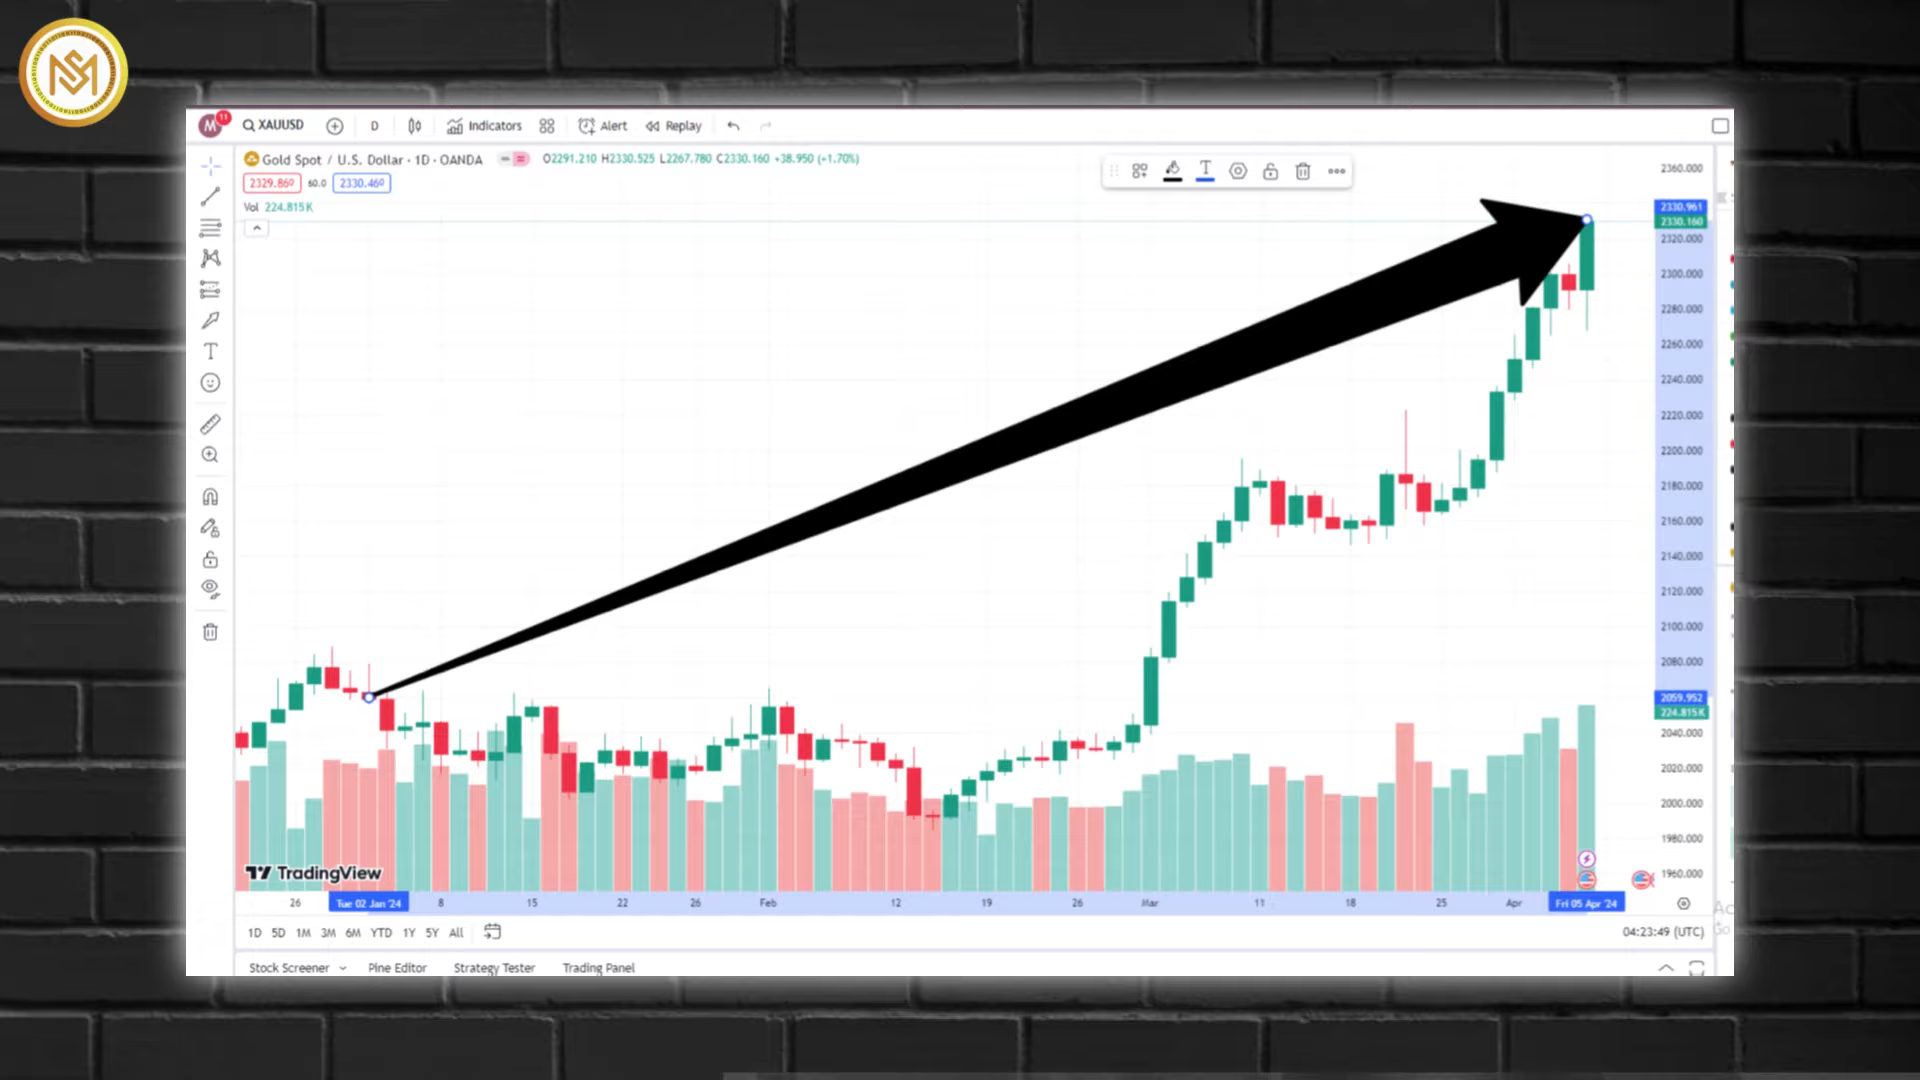 M 11 XAUUSD D Indicators Alert Replay
Gold Spot / U.S. Dollar · 1D · OANDA O2291.210 H2330.525 L2267.780 C2330.160 +38.950 (+1.70%)
2329.860 60.0 2330.460
Vol 224.815K
2360.000
2330.961
2330.160
2320.000
2300.000
2280.000
2260.000
2240.000
2220.000
2200.000
2180.000
2160.000
2140.000
2120.000
2100.000
2080.000
2059.952
224.815K
2040.000
2020.000
2000.000
1980.000
1960.000
TradingView
26 Tue 02 Jan '24 8 15 22 26 Feb 12 19 26 Mar 11 18 25 Apr Fri 05 Apr '24
1D 5D 1M 3M 6M YTD 1Y 5Y All 04:23:49 (UTC)
Stock Screener Pine Editor Strategy Tester Trading Panel